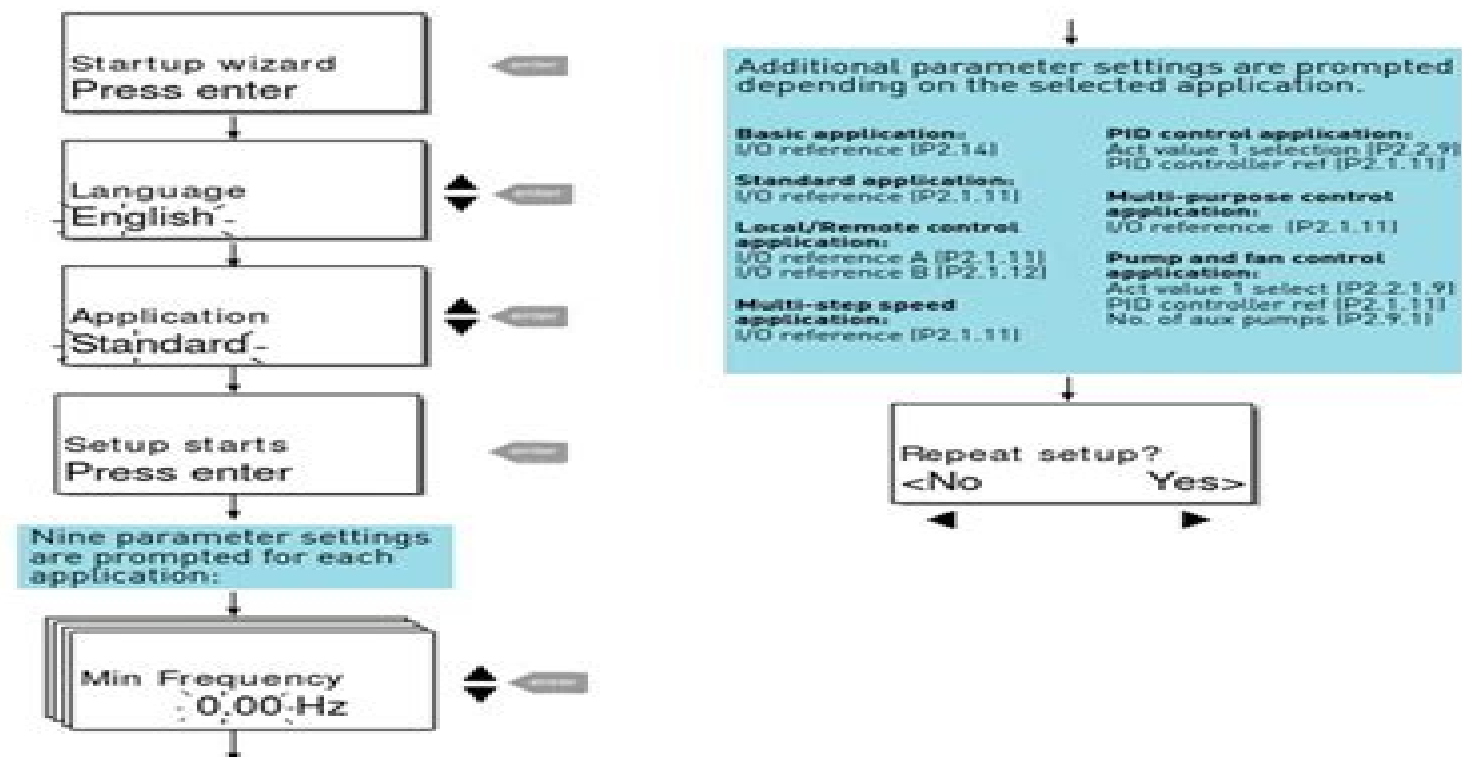 Startup wizard
Press enter
Language
English
Application
Standard
Setup starts
Press enter
Nine parameter settings
are prompted for each
application:
Min Frequency
0.00 Hz
Additional parameter settings are prompted
depending on the selected application.
Basic application:
I/O reference (P2.14)
Standard application:
I/O reference (P2.1.11)
Local/Remote control
application:
I/O reference A (P2.1.11)
I/O reference B (P2.1.12)
Multi-step speed
application:
I/O reference (P2.1.11)
PID control application:
Act value 1 selection (P2.2.9)
PID controller ref (P2.1.11)
Multi-purpose control
application:
I/O reference (P2.1.11)
Pump and fan control
application:
Act value 1 select (P2.2.1.9)
PID controller ref (P2.1.11)
No. of aux pumps (P2.9.1)
Repeat setup?
<No Yes>